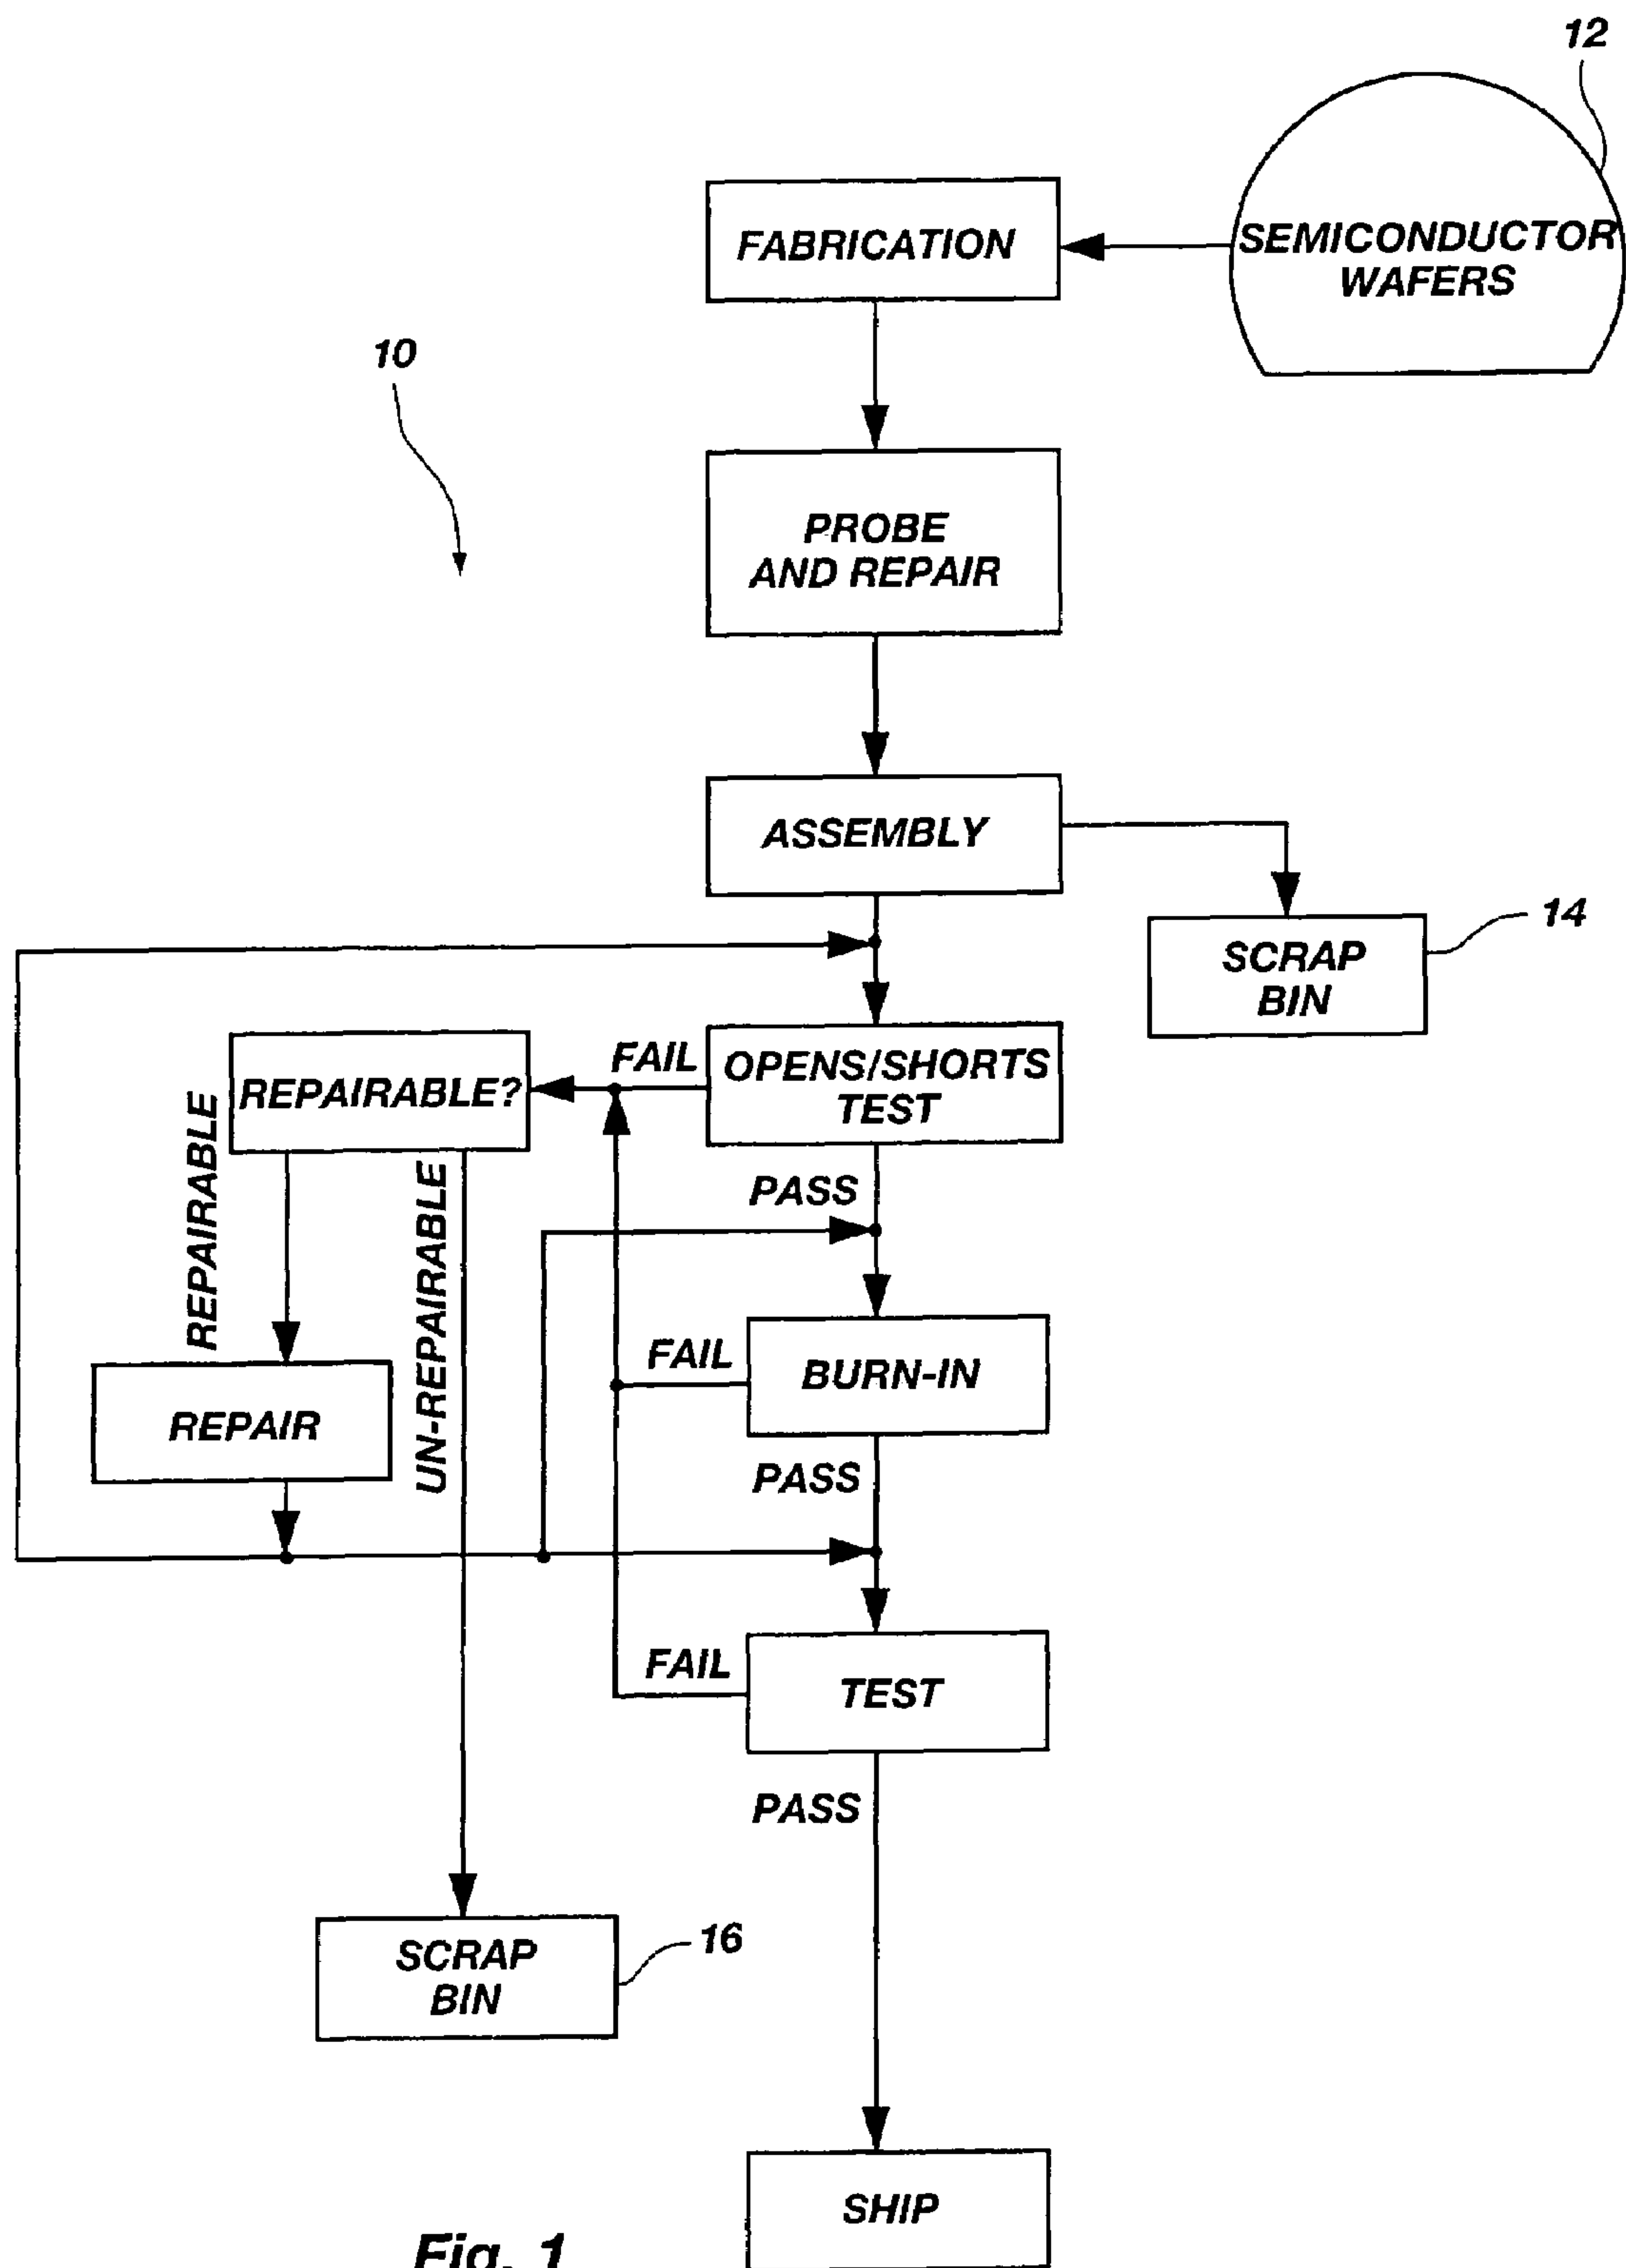 12
SEMICONDUCTOR
WAFERS
FABRICATION
10
PROBE
AND REPAIR
ASSEMBLY
14
SCRAP
BIN
FAIL
OPENS/SHORTS
TEST
REPAIRABLE?
REPAIRABLE
UN-REPAIRABLE
PASS
FAIL
BURN-IN
REPAIR
PASS
FAIL
TEST
PASS
16
SCRAP
BIN
SHIP
Fig. 1